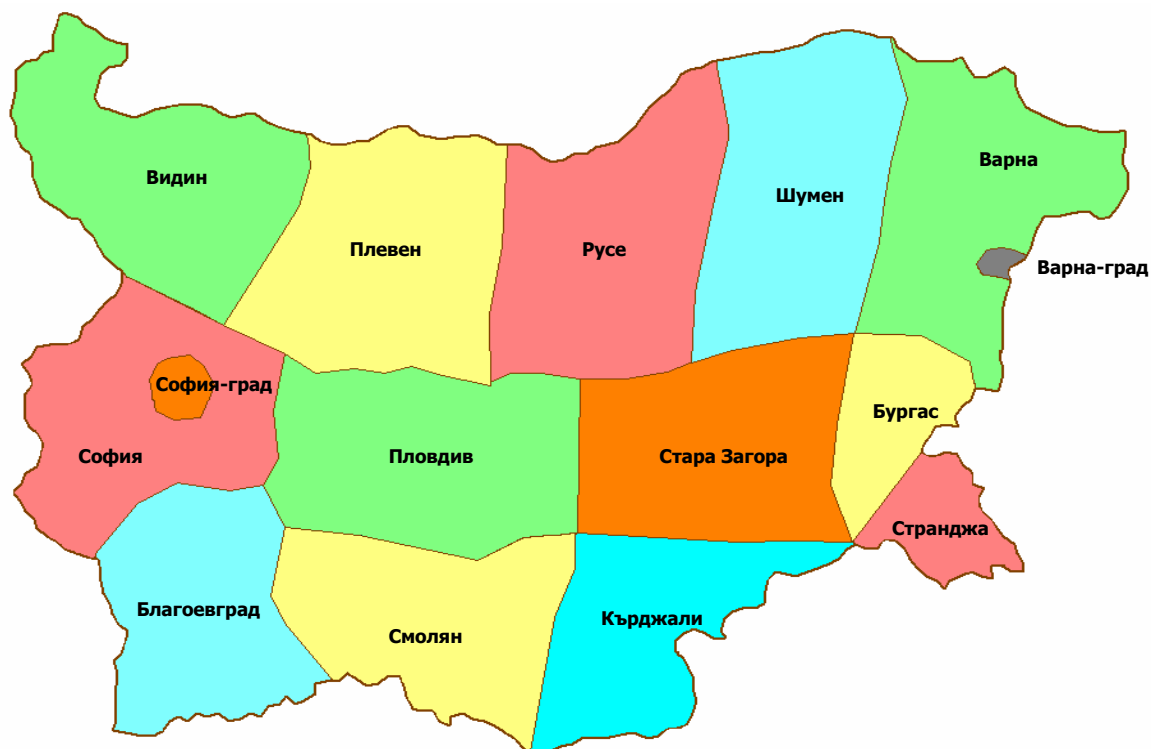 Видин
Варна
Шумен
Плевен
Русе
Варна-град
София-град
Бургас
София
Пловдив
Стара Загора
Странджа
Благоевград
Кърджали
Смолян